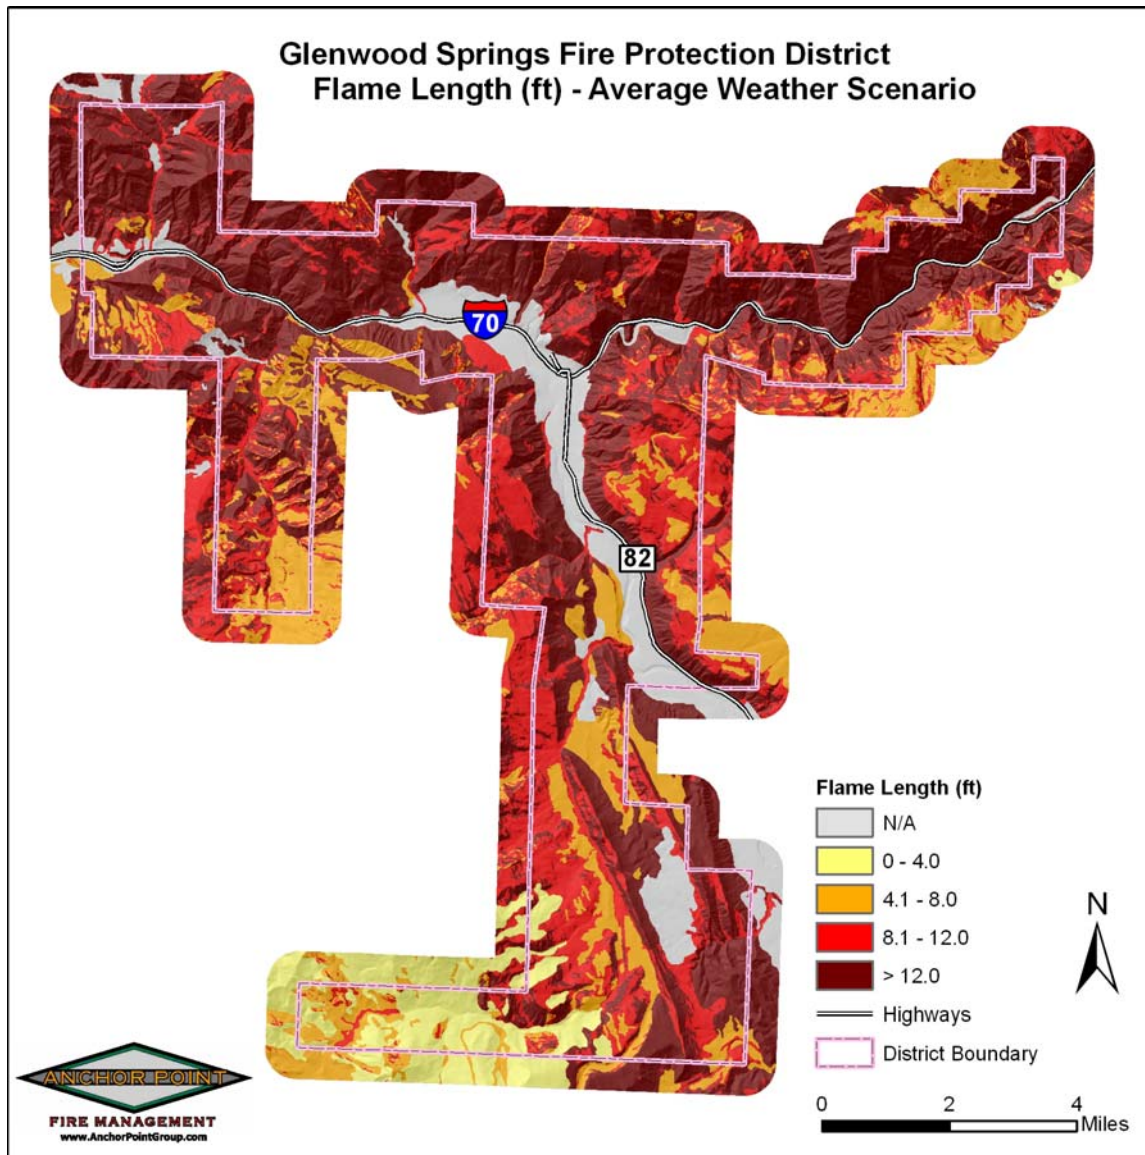 Glenwood Springs Fire Protection District
Flame Length (ft) - Average Weather Scenario
70
82
Flame Length (ft)
N/A
0 - 4.0
4.1 - 8.0
8.1 - 12.0
> 12.0
Highways
District Boundary
N
0 2 4
Miles
ANCHOR POINT
FIRE MANAGEMENT
www.AnchorPointGroup.com